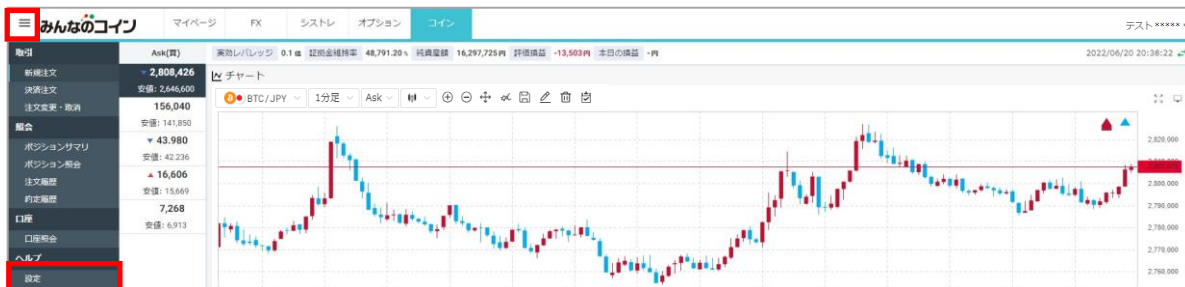 みんなのコイン
マイページ FX シストレ オプション コイン
テスト*****
取引
新規注文
決済注文
注文変更・取消
照会
ポジションサマリ
ポジション照会
注文履歴
約定履歴
口座
口座照会
ヘルプ
設定
Ask(買)
2,808,426
安値: 2,646,600
156,040
安値: 141,850
43.980
安値: 42.236
16,606
安値: 15,669
7,268
安値: 6,913
実効レバレッジ 0.1 倍 証拠金維持率 48,791.20 % 純資産額 16,297,725 円 評価損益 -13,503 円 本日の損益 - 円
2022/06/20 20:38:22
チャート
BTC/JPY 1分足 Ask
2,820,000
2,800,000
2,790,000
2,780,000
2,770,000
2,760,000